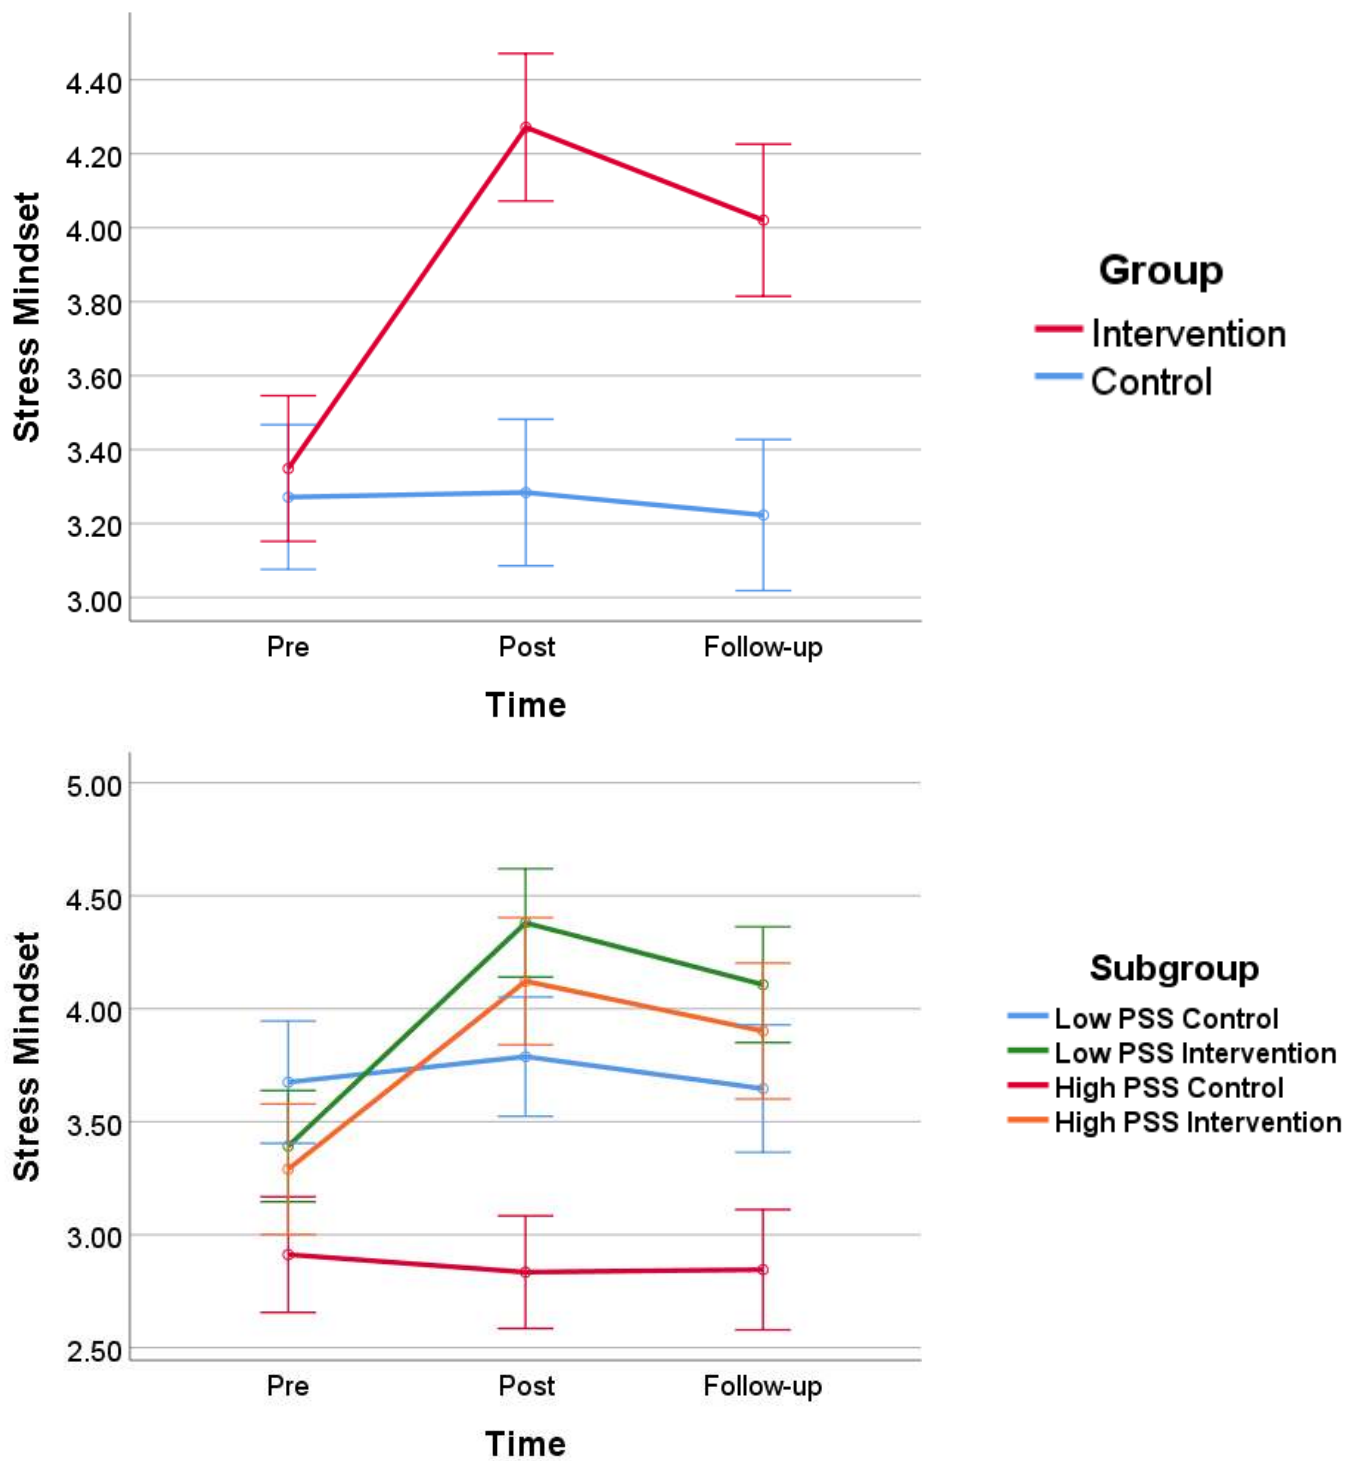 4.40
4.20
4.00
3.80
3.60
3.40
3.20
3.00
Stress Mindset
Pre
Post
Follow-up
Time
Group
Intervention
Control
5.00
4.50
4.00
3.50
3.00
2.50
Stress Mindset
Pre
Post
Follow-up
Time
Subgroup
Low PSS Control
Low PSS Intervention
High PSS Control
High PSS Intervention